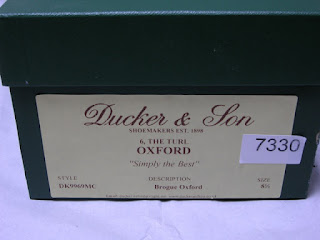 Ducker & Son
SHOEMAKERS EST. 1898
6, THE TURL
OXFORD
"Simply the Best"
7330
STYLE DESCRIPTION SIZE
DK9969MC Brogue Oxford 8½